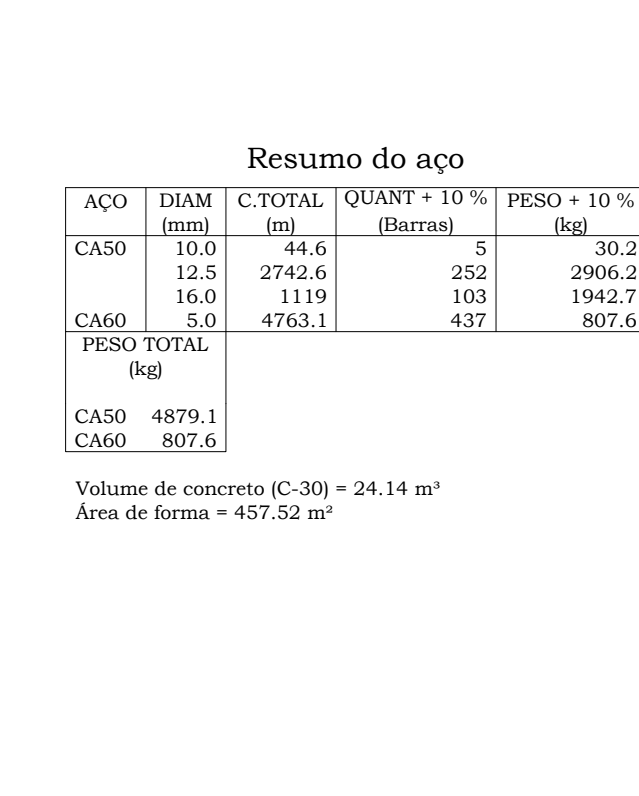 Resumo do aço
AÇO DIAM C.TOTAL QUANT + 10 % PESO + 10 %
(mm) (m) (Barras) (kg)
CA50 10.0 44.6 5 30.2
12.5 2742.6 252 2906.2
16.0 1119 103 1942.7
CA60 5.0 4763.1 437 807.6
PESO TOTAL
(kg)
CA50 4879.1
CA60 807.6
Volume de concreto (C-30) = 24.14 m³
Área de forma = 457.52 m²